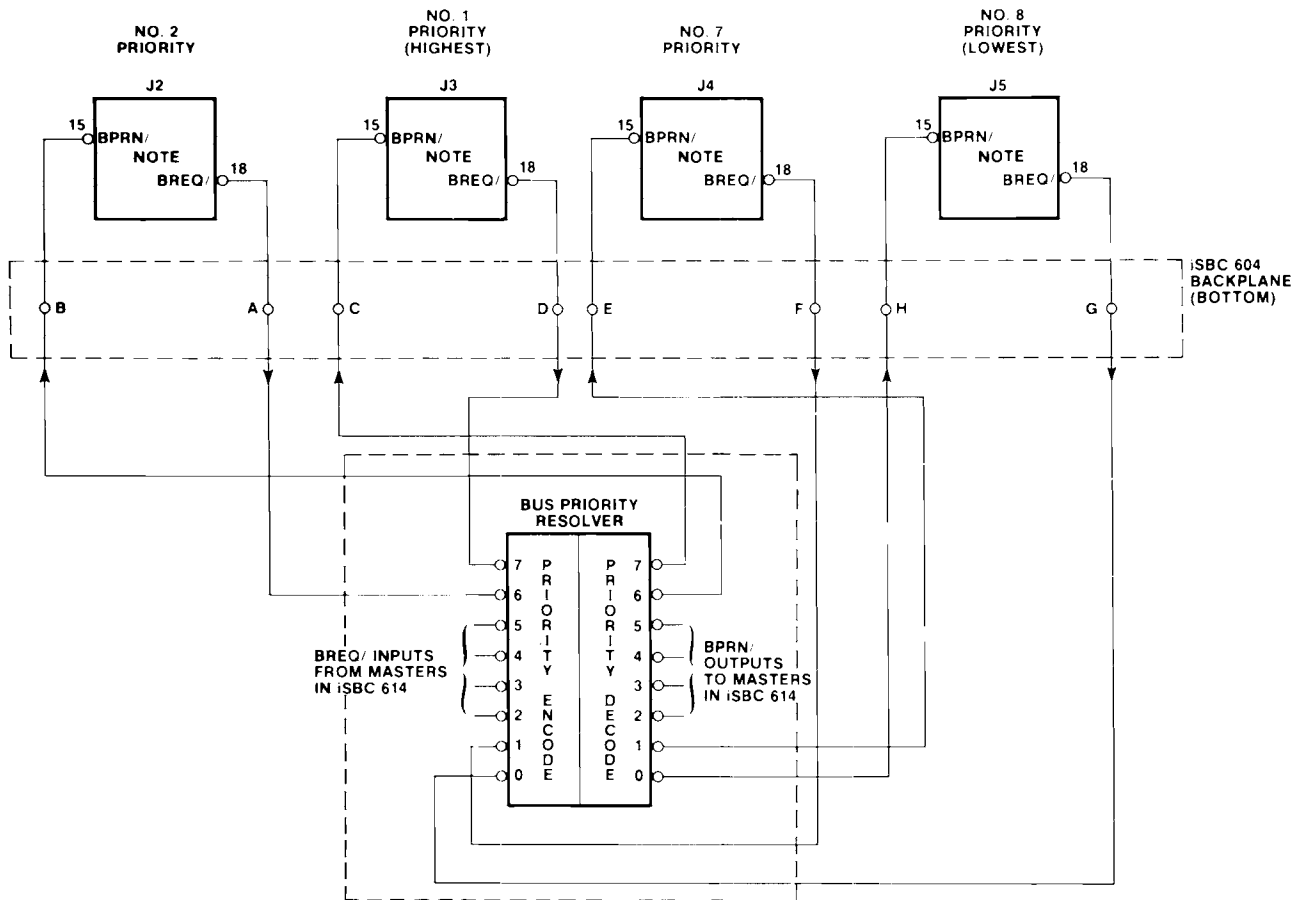 NO. 2
PRIORITY
J2
15
BPRN/
NOTE
BREQ/
18
NO. 1
PRIORITY
(HIGHEST)
J3
15
BPRN/
NOTE
BREQ/
18
NO. 7
PRIORITY
J4
15
BPRN/
NOTE
BREQ/
18
NO. 8
PRIORITY
(LOWEST)
J5
15
BPRN/
NOTE
BREQ/
18
B
A
C
D
E
F
H
G
iSBC 604
BACKPLANE
(BOTTOM)
BUS PRIORITY
RESOLVER
7
6
5
4
3
2
1
0
PRIORITY ENCODE
PRIORITY DECODE
7
6
5
4
3
2
1
0
BREQ/ INPUTS
FROM MASTERS
IN iSBC 614
BPRN/
OUTPUTS
TO MASTERS
IN iSBC 614